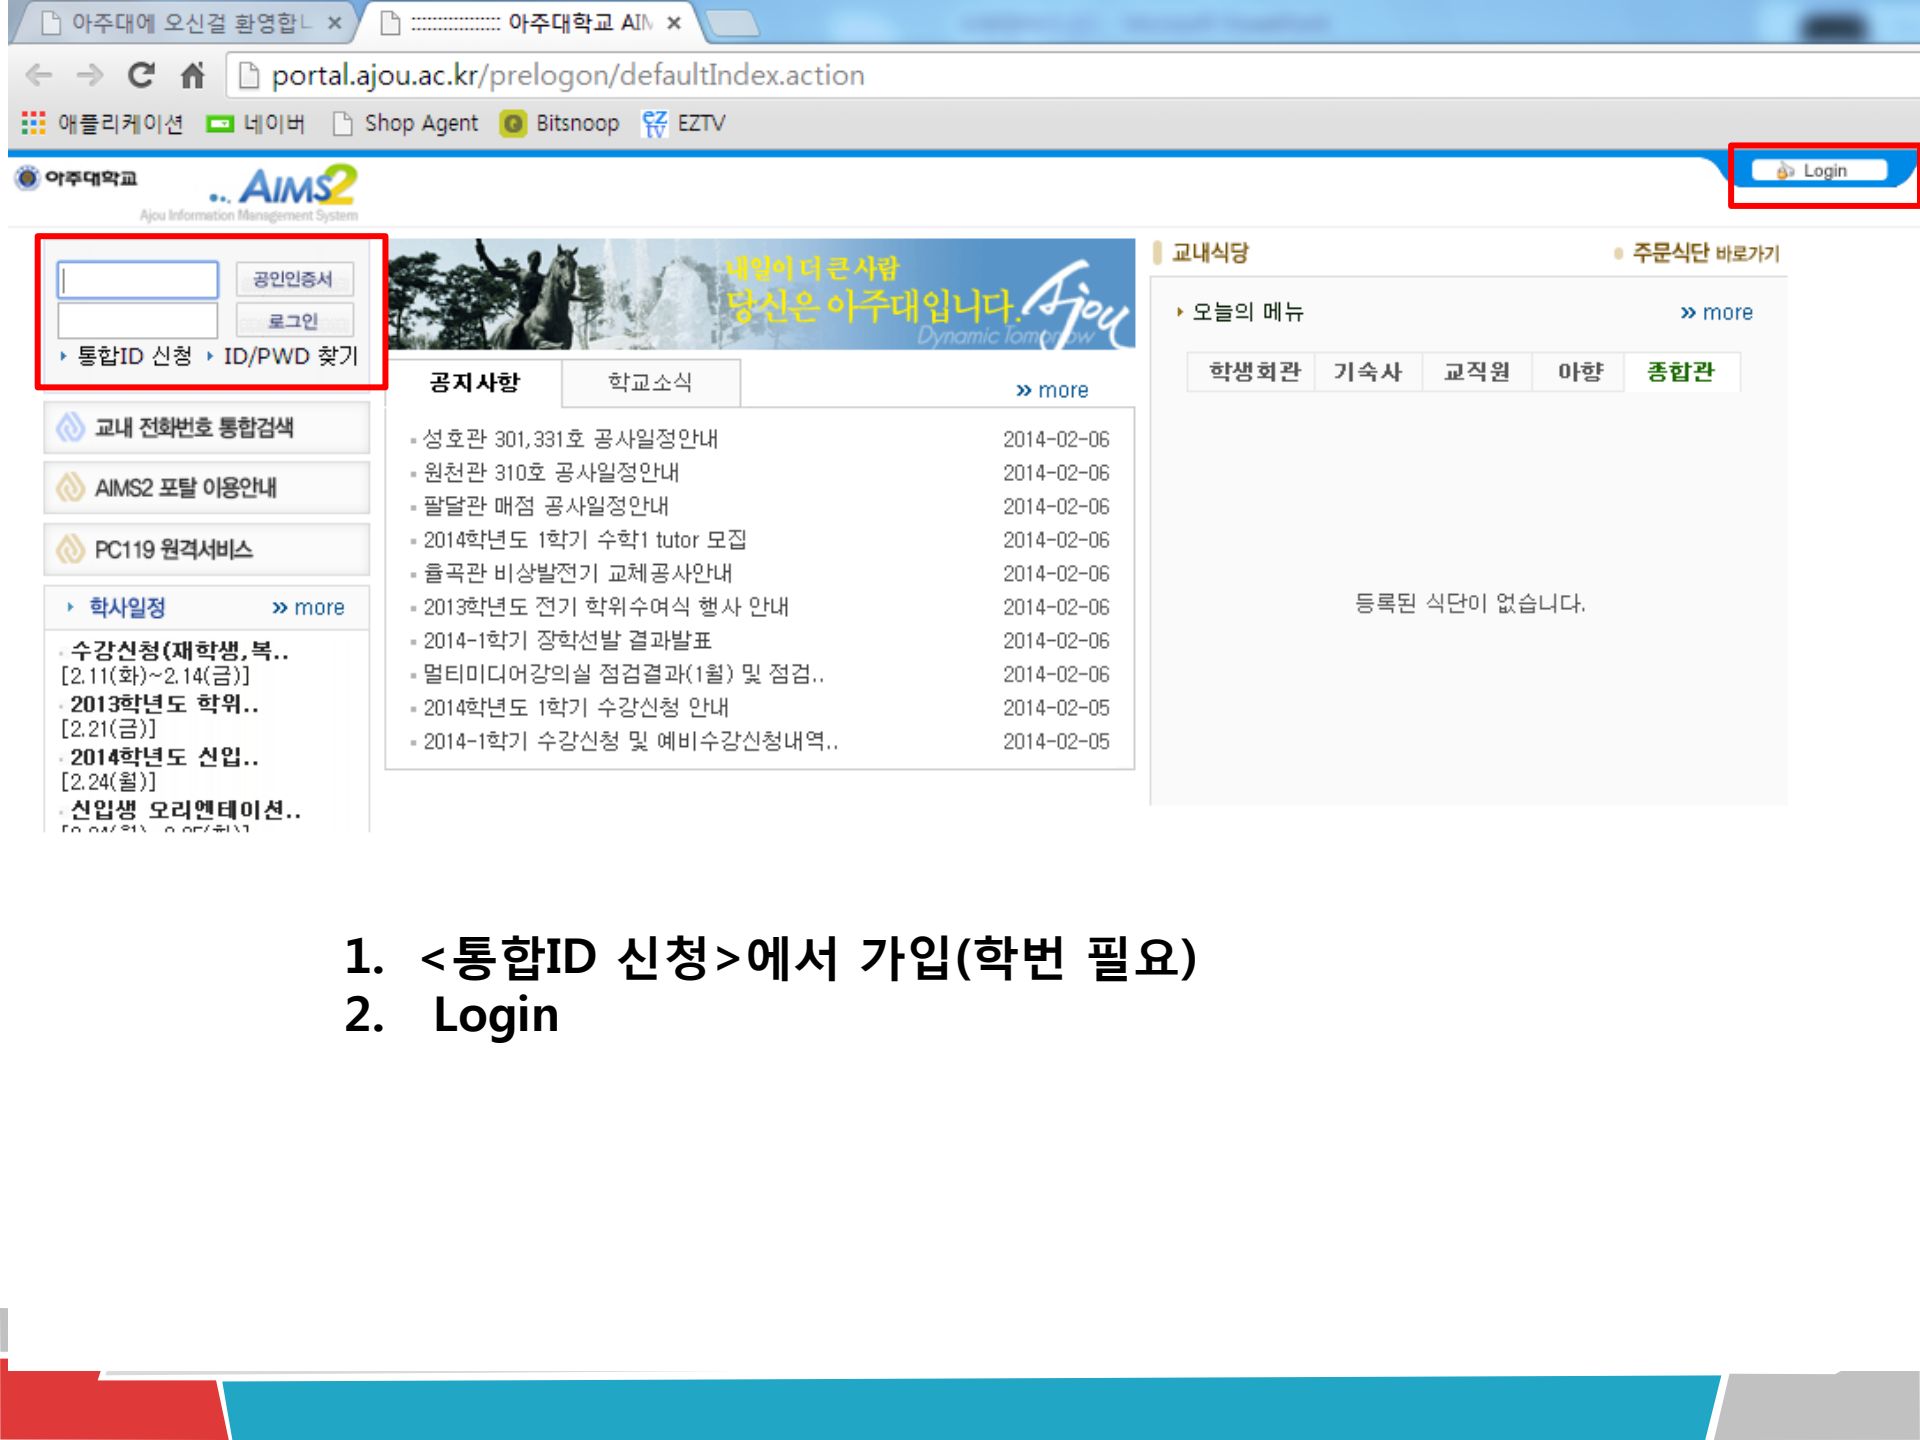 아주대에 오신걸 환영합니
:::::::::::::::: 아주대학교 AIM
portal.ajou.ac.kr/prelogon/defaultIndex.action
애플리케이션 네이버 Shop Agent Bitsnoop EZTV
Login
아주대학교
AIMS2
Ajou Information Management System
공인인증서
로그인
통합ID 신청 ID/PWD 찾기
교내 전화번호 통합검색
AIMS2 포탈 이용안내
PC119 원격서비스
학사일정 » more
수강신청(재학생,복..
[2.11(화)~2.14(금)]
2013학년도 학위..
[2.21(금)]
2014학년도 신입..
[2.24(월)]
신입생 오리엔테이션..
내일이 더 큰 사람
당신은 아주대입니다.
Ajou
Dynamic Tomorrow
공지사항 학교소식 » more
성호관 301,331호 공사일정안내 2014-02-06
원천관 310호 공사일정안내 2014-02-06
팔달관 매점 공사일정안내 2014-02-06
2014학년도 1학기 수학1 tutor 모집 2014-02-06
율곡관 비상발전기 교체공사안내 2014-02-06
2013학년도 전기 학위수여식 행사 안내 2014-02-06
2014-1학기 장학선발 결과발표 2014-02-06
멀티미디어강의실 점검결과(1월) 및 점검.. 2014-02-06
2014학년도 1학기 수강신청 안내 2014-02-05
2014-1학기 수강신청 및 예비수강신청내역.. 2014-02-05
교내식당 주문식단 바로가기
오늘의 메뉴 » more
학생회관 기숙사 교직원 아향 종합관
등록된 식단이 없습니다.
1. <통합ID 신청>에서 가입(학번 필요)
2. Login